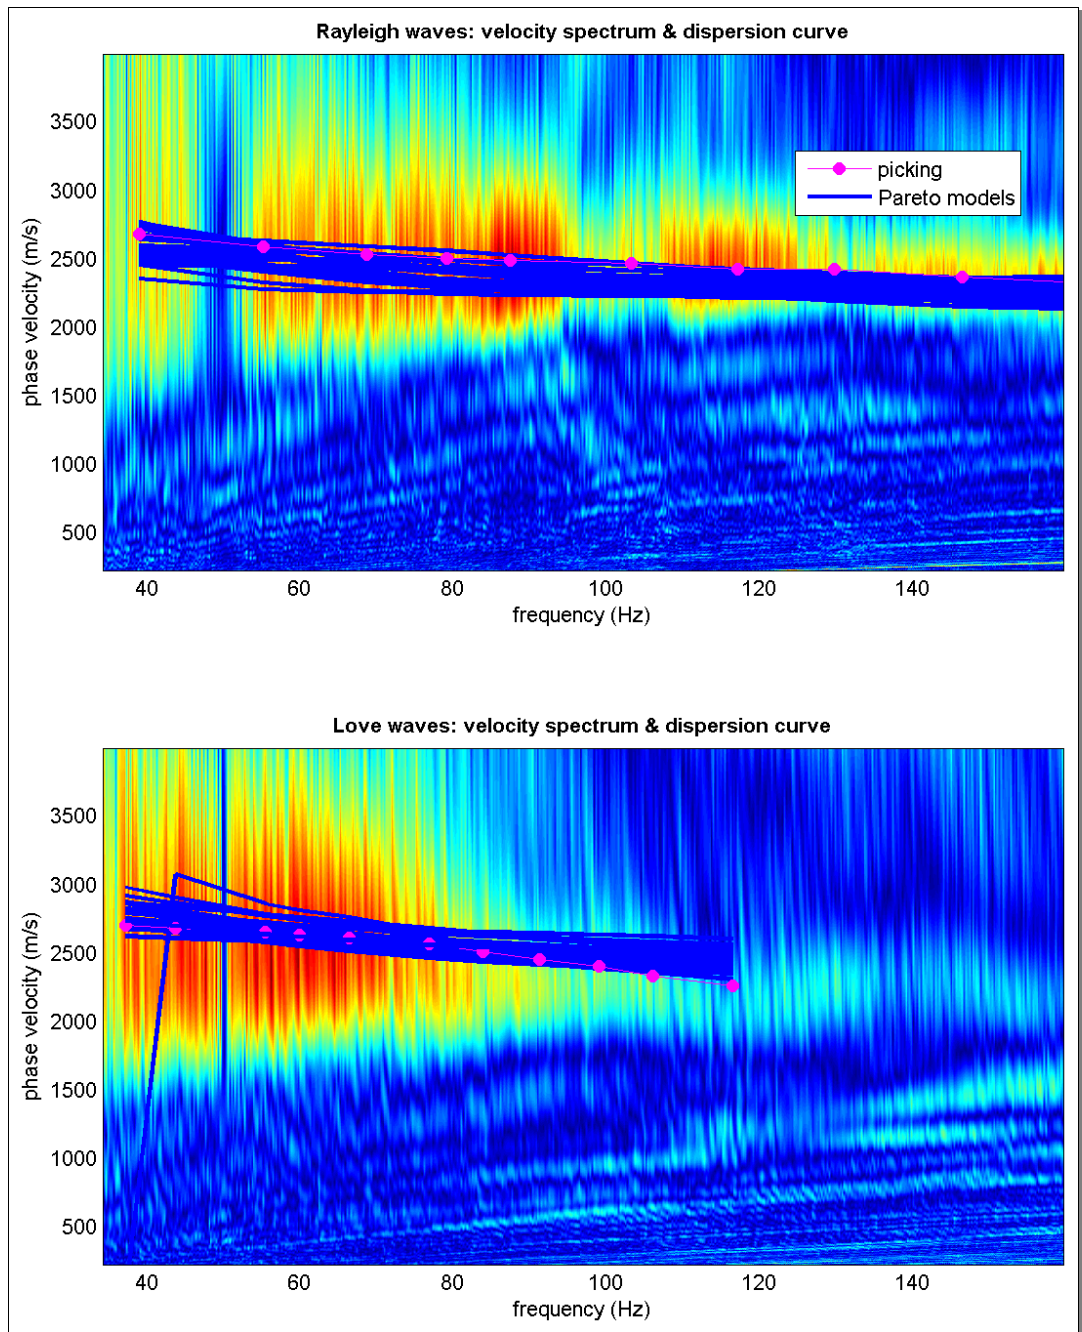 Rayleigh waves: velocity spectrum & dispersion curve
phase velocity (m/s)
3500
3000
2500
2000
1500
1000
500
picking
Pareto models
40 60 80 100 120 140
frequency (Hz)
Love waves: velocity spectrum & dispersion curve
phase velocity (m/s)
3500
3000
2500
2000
1500
1000
500
40 60 80 100 120 140
frequency (Hz)